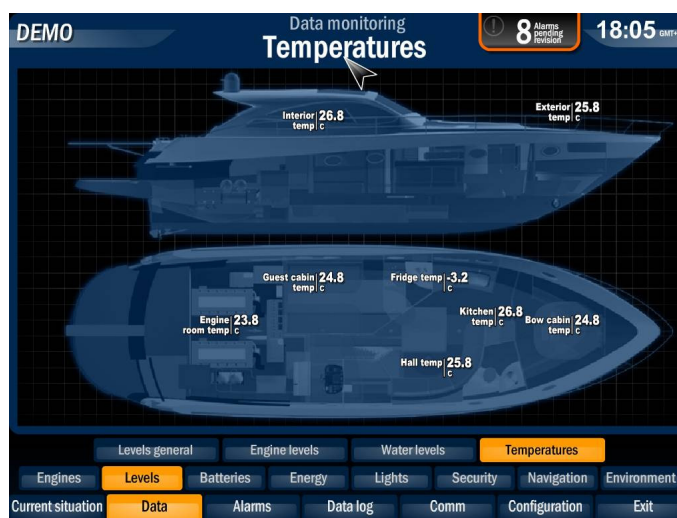 DEMO
Data monitoring
Temperatures
8 Alarms
pending
revision
18:05 GMT+
Interior 26.8
temp c
Exterior 25.8
temp c
Guest cabin 24.8
temp c
Fridge temp -3.2
c
Engine 23.8
room temp c
Kitchen 26.8
temp c
Bow cabin 24.8
temp c
Hall temp 25.8
c
Levels general Engine levels Water levels Temperatures
Engines Levels Batteries Energy Lights Security Navigation Environment
Current situation Data Alarms Data log Comm Configuration Exit